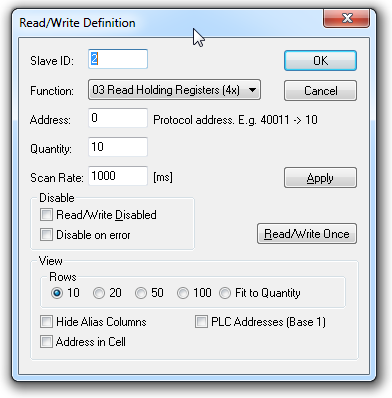 Read/Write Definition
Slave ID: 2 OK
Function: 03 Read Holding Registers (4x) Cancel
Address: 0 Protocol address. E.g. 40011 -> 10
Quantity: 10
Scan Rate: 1000 [ms] Apply
Disable
Read/Write Disabled
Disable on error Read/Write Once
View
Rows
10 20 50 100 Fit to Quantity
Hide Alias Columns PLC Addresses (Base 1)
Address in Cell